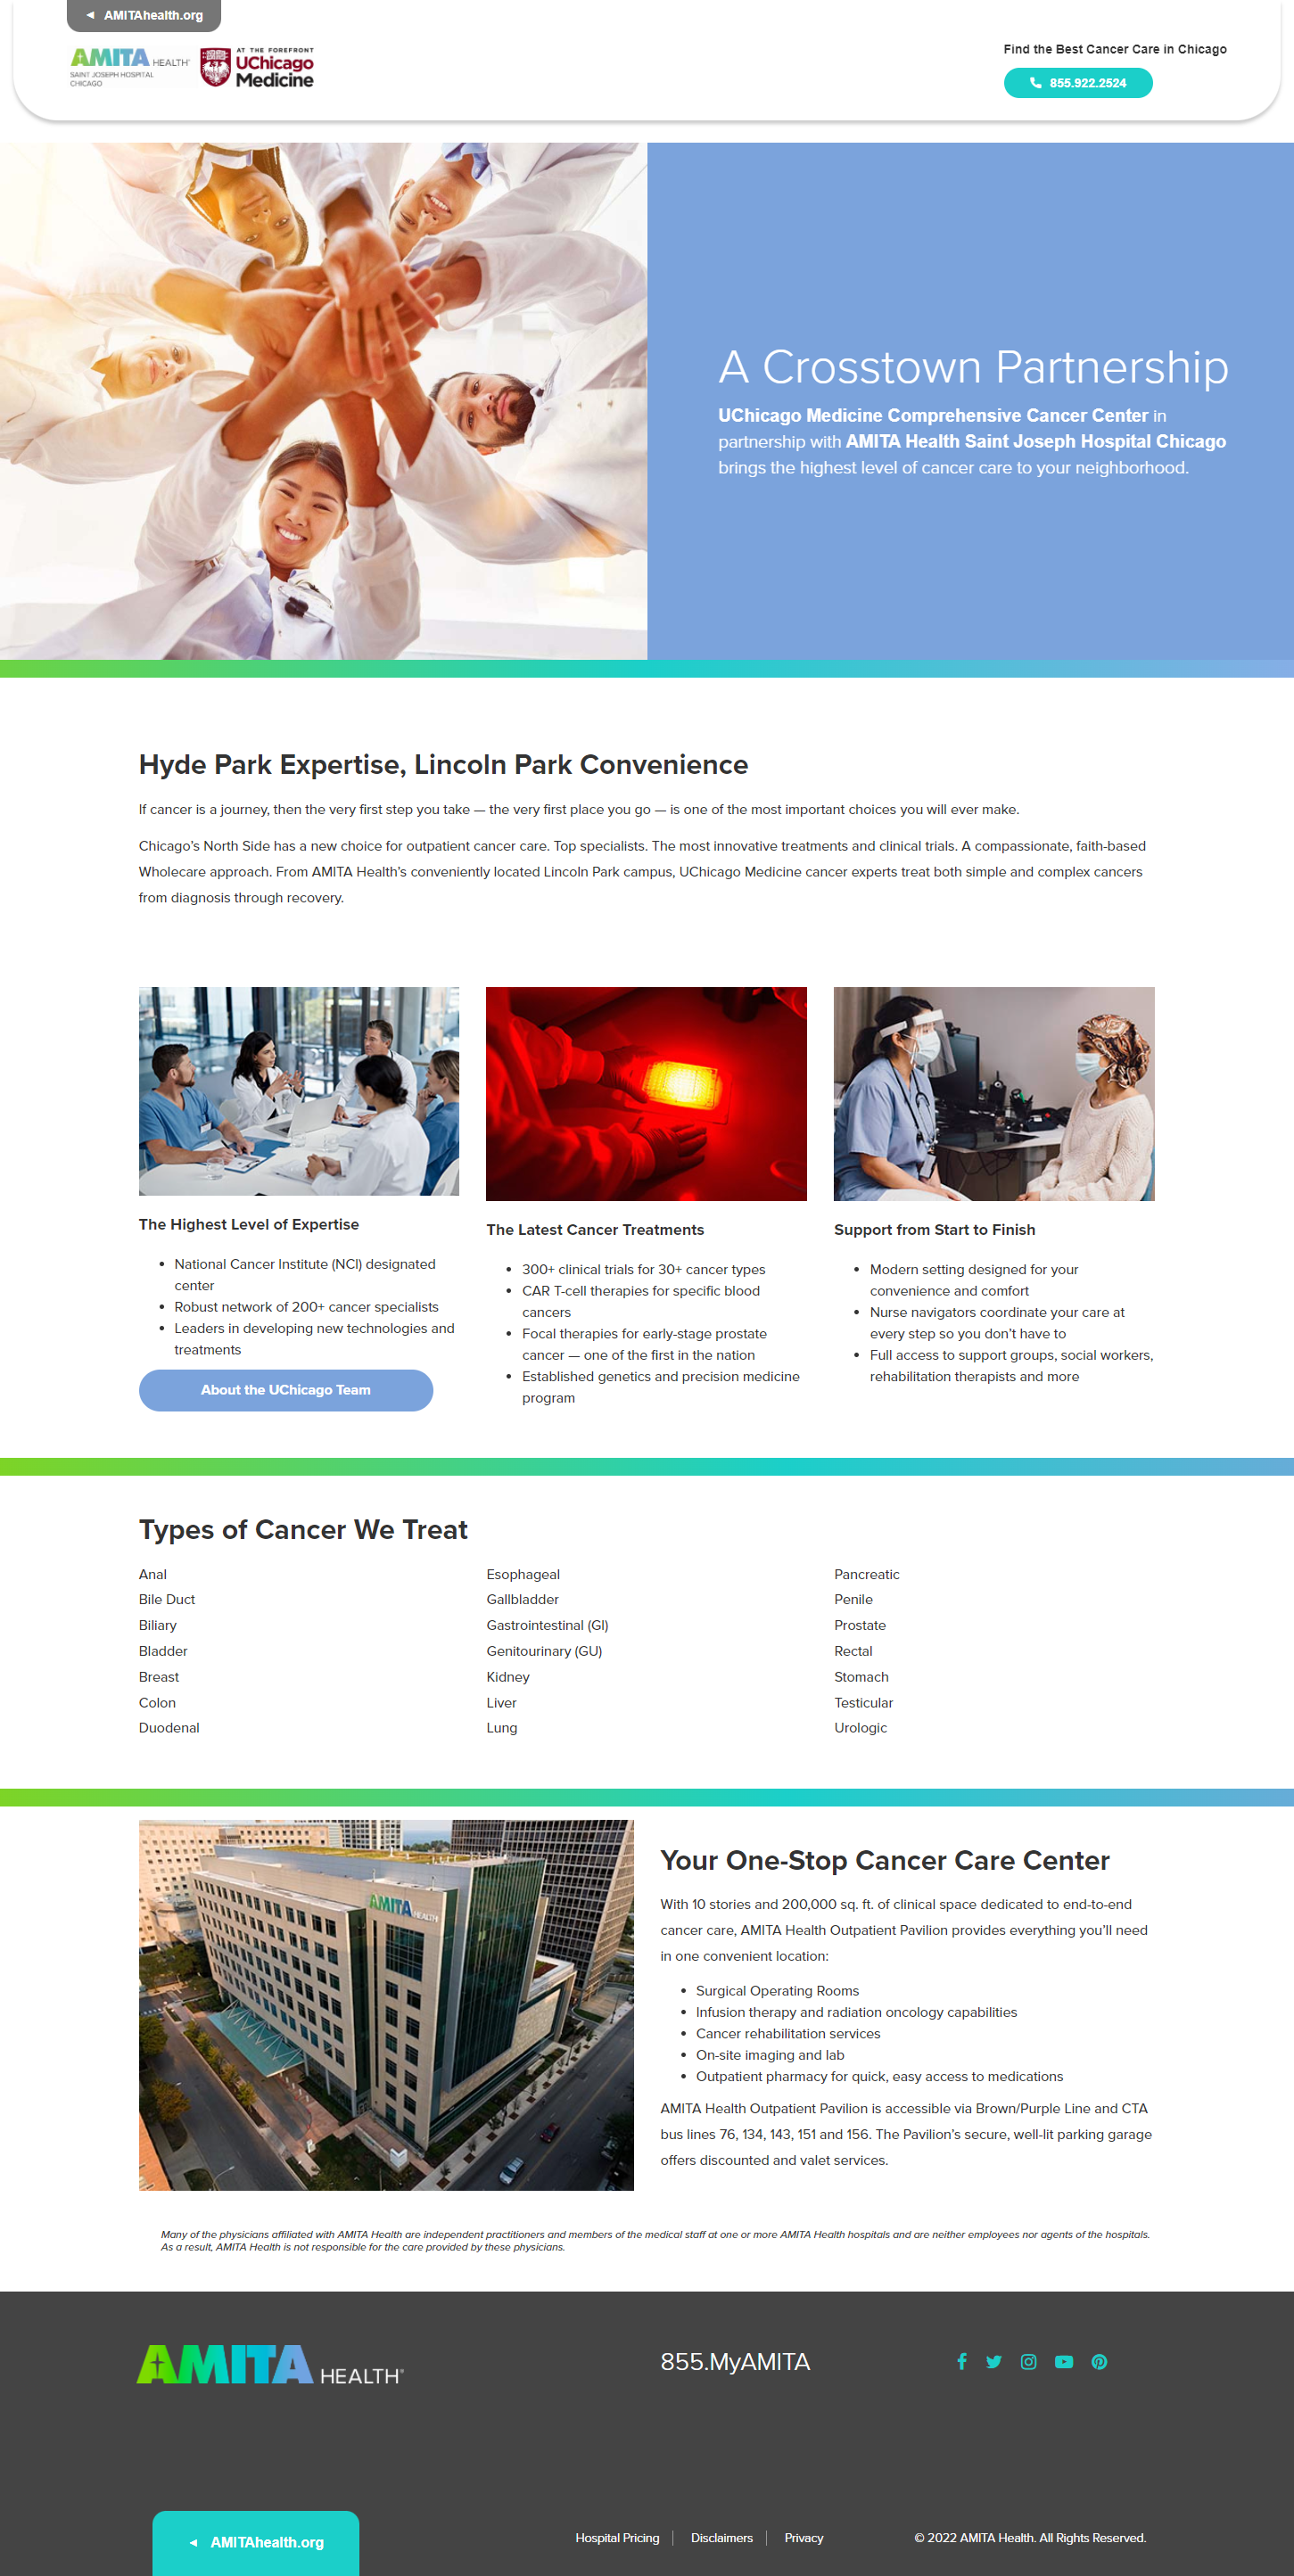 ◄ AMITAhealth.org
AMITA HEALTH®
SAINT JOSEPH HOSPITAL
CHICAGO
AT THE FOREFRONT
UChicago
Medicine
Find the Best Cancer Care in Chicago
855.922.2524
A Crosstown Partnership
UChicago Medicine Comprehensive Cancer Center in
partnership with AMITA Health Saint Joseph Hospital Chicago
brings the highest level of cancer care to your neighborhood.
Hyde Park Expertise, Lincoln Park Convenience
If cancer is a journey, then the very first step you take — the very first place you go — is one of the most important choices you will ever make.
Chicago’s North Side has a new choice for outpatient cancer care. Top specialists. The most innovative treatments and clinical trials. A compassionate, faith-based
Wholecare approach. From AMITA Health’s conveniently located Lincoln Park campus, UChicago Medicine cancer experts treat both simple and complex cancers
from diagnosis through recovery.
The Highest Level of Expertise
• National Cancer Institute (NCI) designated
center
• Robust network of 200+ cancer specialists
• Leaders in developing new technologies and
treatments
About the UChicago Team
The Latest Cancer Treatments
• 300+ clinical trials for 30+ cancer types
• CAR T-cell therapies for specific blood
cancers
• Focal therapies for early-stage prostate
cancer — one of the first in the nation
• Established genetics and precision medicine
program
Support from Start to Finish
• Modern setting designed for your
convenience and comfort
• Nurse navigators coordinate your care at
every step so you don’t have to
• Full access to support groups, social workers,
rehabilitation therapists and more
Types of Cancer We Treat
Anal
Bile Duct
Biliary
Bladder
Breast
Colon
Duodenal
Esophageal
Gallbladder
Gastrointestinal (GI)
Genitourinary (GU)
Kidney
Liver
Lung
Pancreatic
Penile
Prostate
Rectal
Stomach
Testicular
Urologic
AMITA HEALTH
Your One-Stop Cancer Care Center
With 10 stories and 200,000 sq. ft. of clinical space dedicated to end-to-end
cancer care, AMITA Health Outpatient Pavilion provides everything you’ll need
in one convenient location:
• Surgical Operating Rooms
• Infusion therapy and radiation oncology capabilities
• Cancer rehabilitation services
• On-site imaging and lab
• Outpatient pharmacy for quick, easy access to medications
AMITA Health Outpatient Pavilion is accessible via Brown/Purple Line and CTA
bus lines 76, 134, 143, 151 and 156. The Pavilion’s secure, well-lit parking garage
offers discounted and valet services.
Many of the physicians affiliated with AMITA Health are independent practitioners and members of the medical staff at one or more AMITA Health hospitals and are neither employees nor agents of the hospitals.
As a result, AMITA Health is not responsible for the care provided by these physicians.
AMITA HEALTH®
855.MyAMITA
◄ AMITAhealth.org
Hospital Pricing | Disclaimers | Privacy
© 2022 AMITA Health. All Rights Reserved.